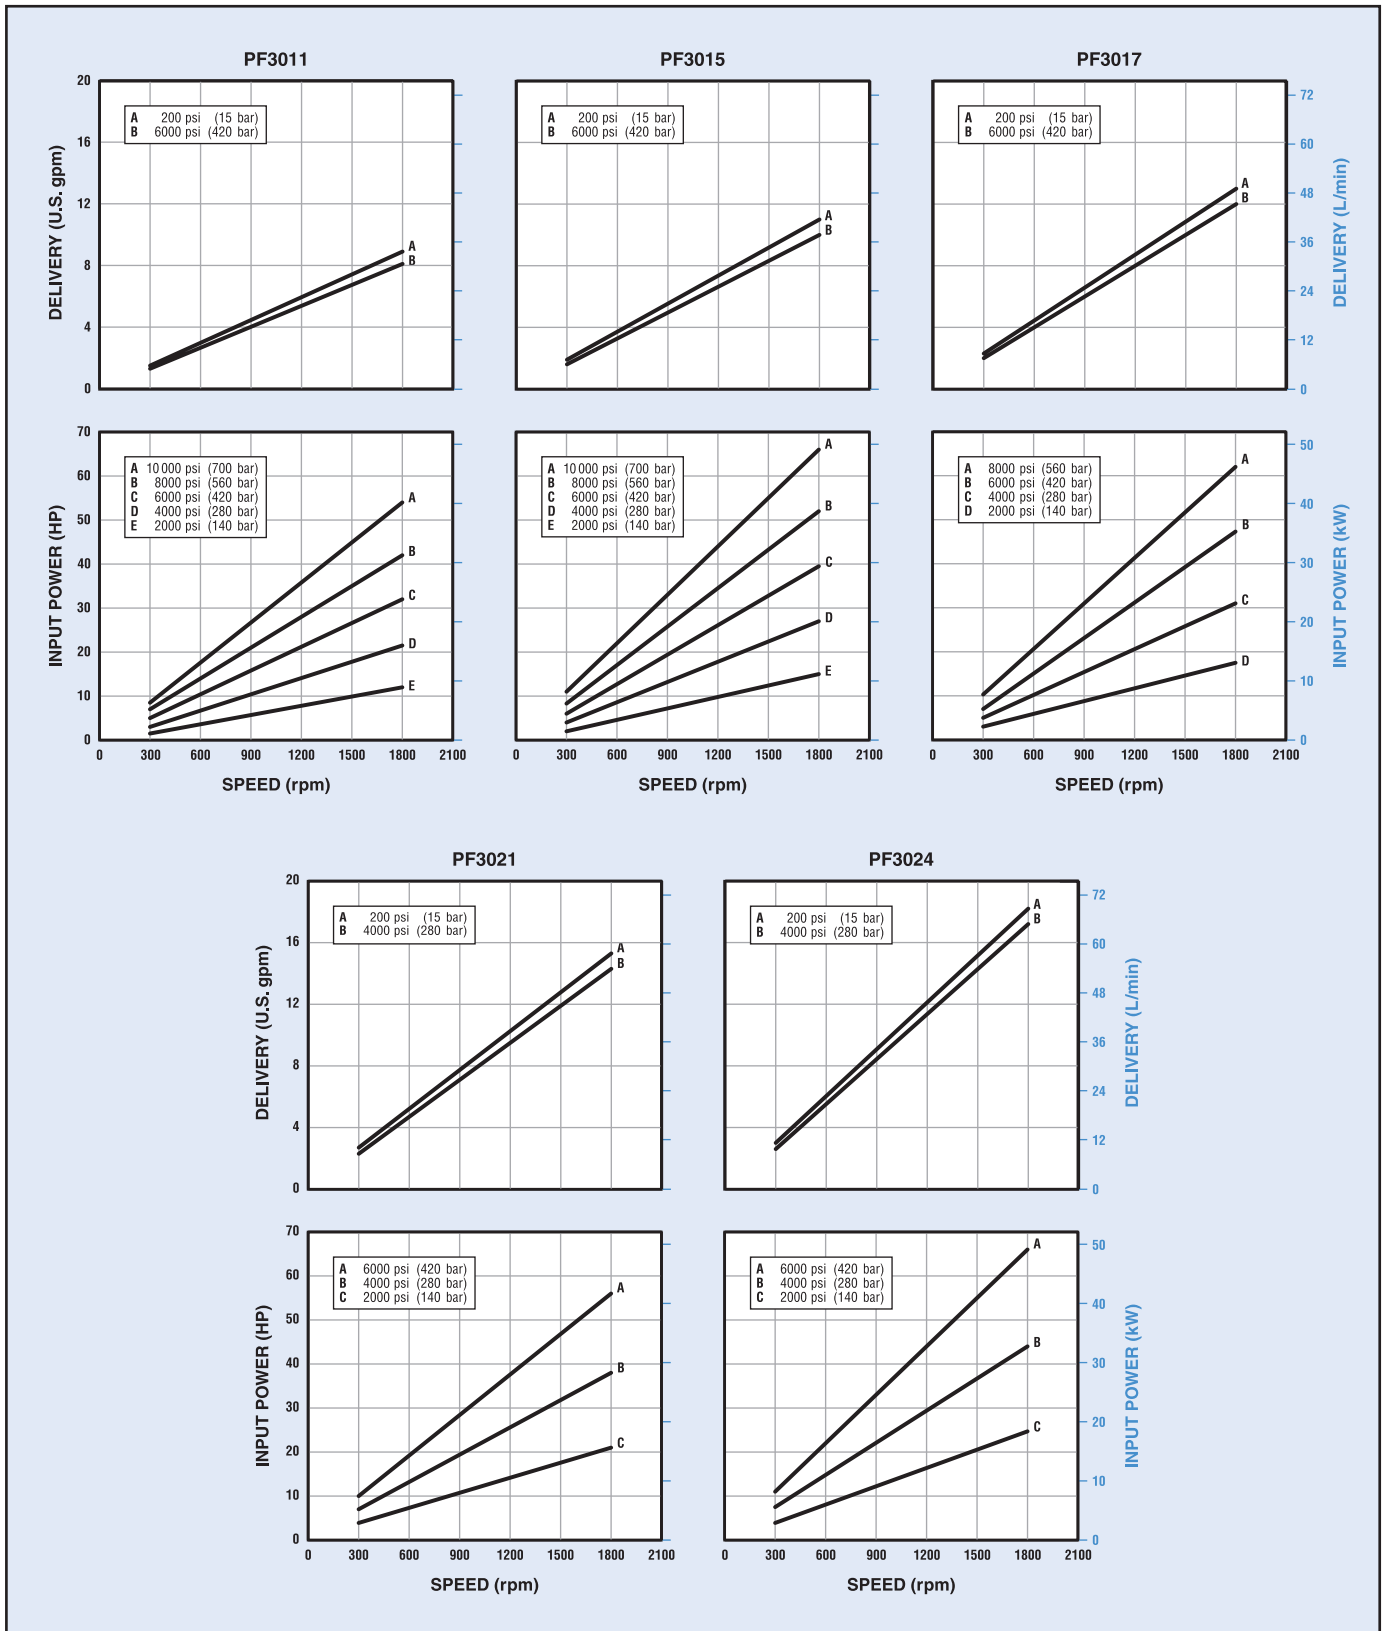 PF3011
PF3015
PF3017
DELIVERY (U.S. gpm)
20
16
12
8
4
0
A 200 psi (15 bar)
B 6000 psi (420 bar)
A
B
A 200 psi (15 bar)
B 6000 psi (420 bar)
A
B
A 200 psi (15 bar)
B 6000 psi (420 bar)
A
B
72
60
48
36
24
12
0
DELIVERY (L/min)
INPUT POWER (HP)
70
60
50
40
30
20
10
0
A 10 000 psi (700 bar)
B 8000 psi (560 bar)
C 6000 psi (420 bar)
D 4000 psi (280 bar)
E 2000 psi (140 bar)
A
B
C
D
E
0 300 600 900 1200 1500 1800 2100
SPEED (rpm)
A 10 000 psi (700 bar)
B 8000 psi (560 bar)
C 6000 psi (420 bar)
D 4000 psi (280 bar)
E 2000 psi (140 bar)
A
B
C
D
E
0 300 600 900 1200 1500 1800 2100
SPEED (rpm)
A 8000 psi (560 bar)
B 6000 psi (420 bar)
C 4000 psi (280 bar)
D 2000 psi (140 bar)
A
B
C
D
0 300 600 900 1200 1500 1800 2100
SPEED (rpm)
50
40
30
20
10
0
INPUT POWER (kW)
PF3021
PF3024
DELIVERY (U.S. gpm)
20
16
12
8
4
0
A 200 psi (15 bar)
B 4000 psi (280 bar)
A
B
A 200 psi (15 bar)
B 4000 psi (280 bar)
A
B
72
60
48
36
24
12
0
DELIVERY (L/min)
INPUT POWER (HP)
70
60
50
40
30
20
10
0
A 6000 psi (420 bar)
B 4000 psi (280 bar)
C 2000 psi (140 bar)
A
B
C
0 300 600 900 1200 1500 1800 2100
SPEED (rpm)
A 6000 psi (420 bar)
B 4000 psi (280 bar)
C 2000 psi (140 bar)
A
B
C
0 300 600 900 1200 1500 1800 2100
SPEED (rpm)
50
40
30
20
10
0
INPUT POWER (kW)